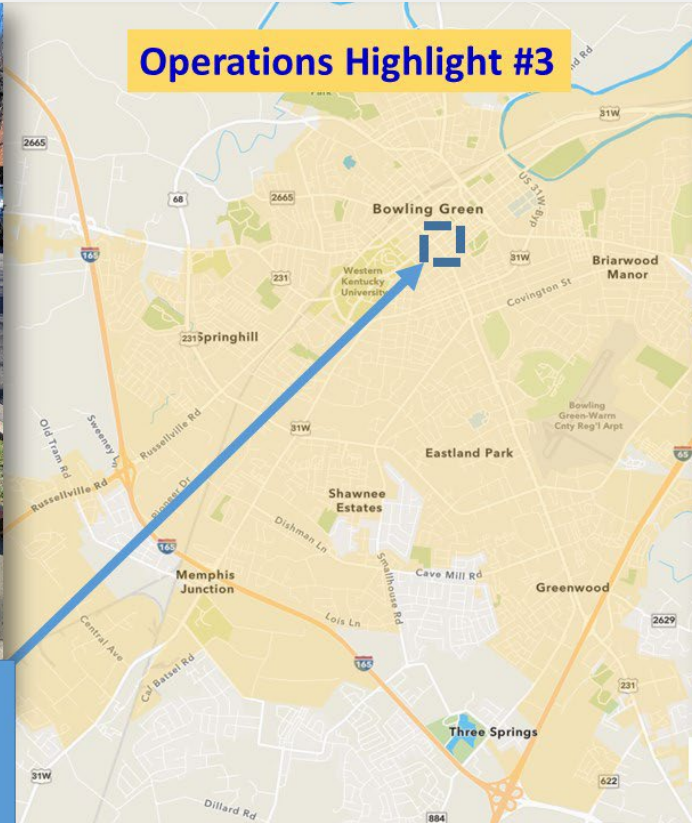 Operations Highlight #3
nd Rd
Park
31W
2665
68
2665
US 31W-Byp
Bowling Green
165
31W
Briarwood
Manor
Western
Kentucky
University
231
Covington St
231
Springhill
Bowling
Green-Warrn
Cnty Reg'l Arpt
Old Tram Rd
Sweeney Ln
Russellville Rd
31W
Eastland Park
65
Russellville Rd
Pioneer Dr
Shawnee
Estates
Dishman Ln
165
Smallhouse Rd
Cave Mill Rd
Memphis
Junction
Greenwood
Central Ave
Lois Ln
2629
Cal Batsel Rd
165
231
Three Springs
31W
622
Dillard Rd
884